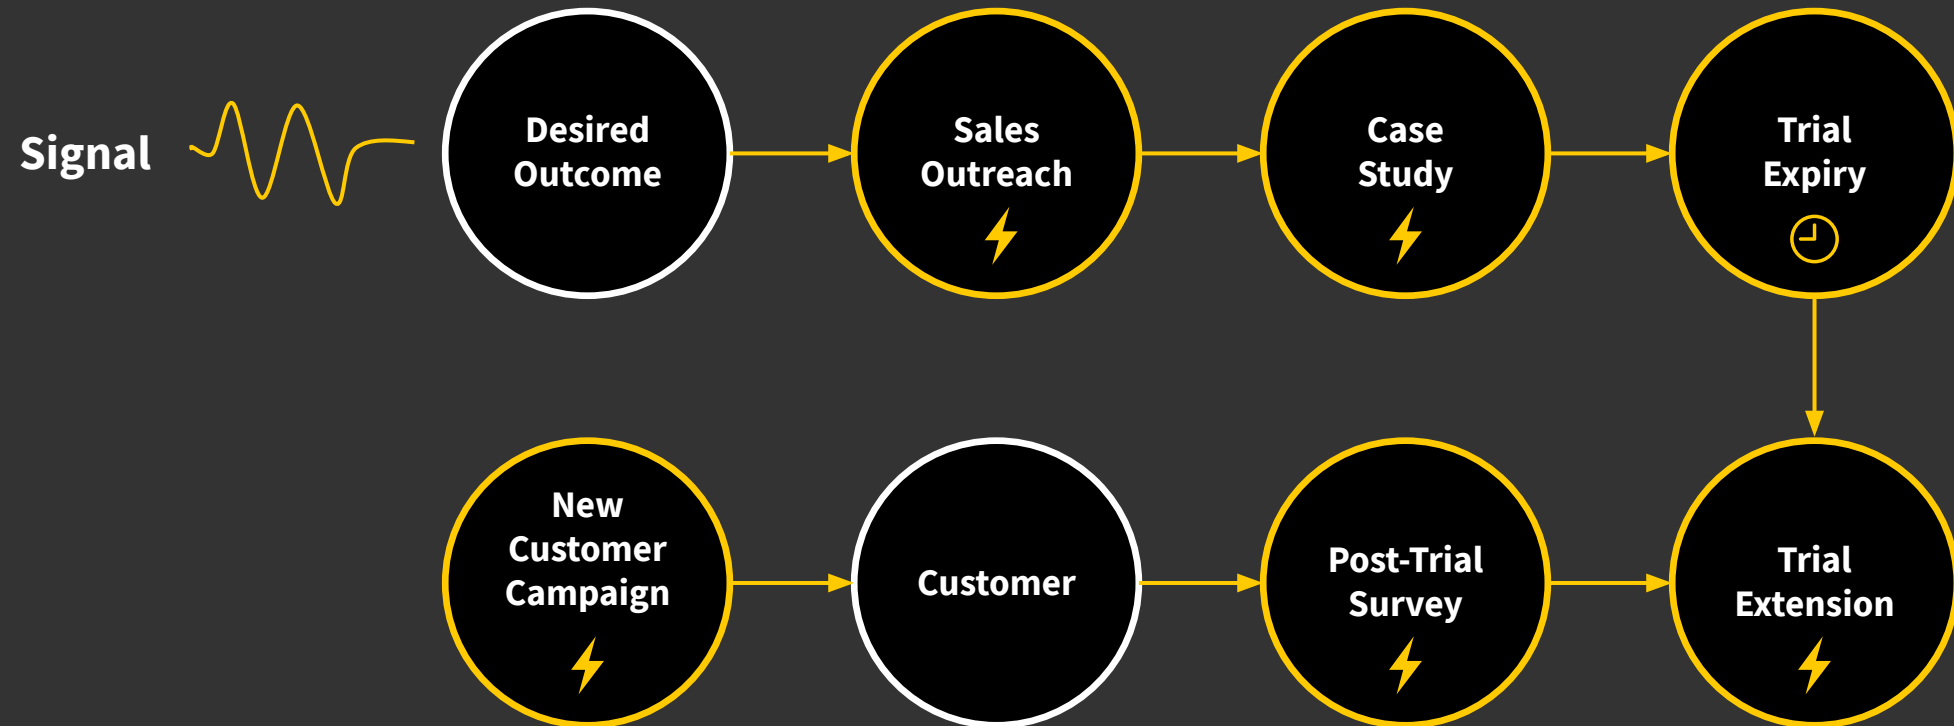 Signal
Desired
Outcome
Sales
Outreach
Case
Study
Trial
Expiry
New
Customer
Campaign
Customer
Post-Trial
Survey
Trial
Extension